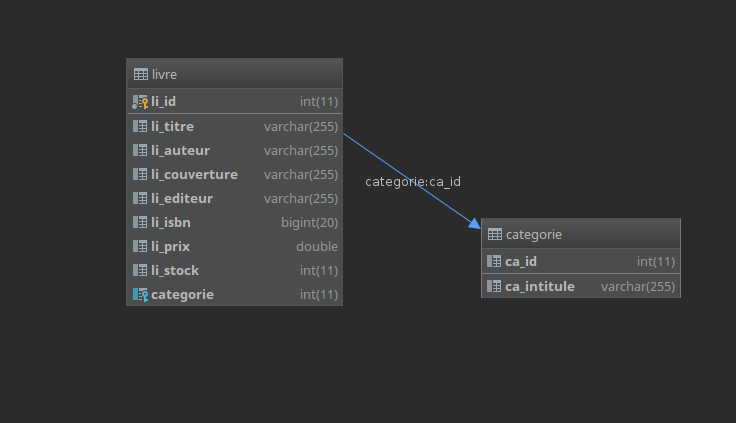 livre
li_id int(11)
li_titre varchar(255)
li_auteur varchar(255)
li_couverture varchar(255)
li_editeur varchar(255)
li_isbn bigint(20)
li_prix double
li_stock int(11)
categorie int(11)
categorie:ca_id
categorie
ca_id int(11)
ca_intitule varchar(255)